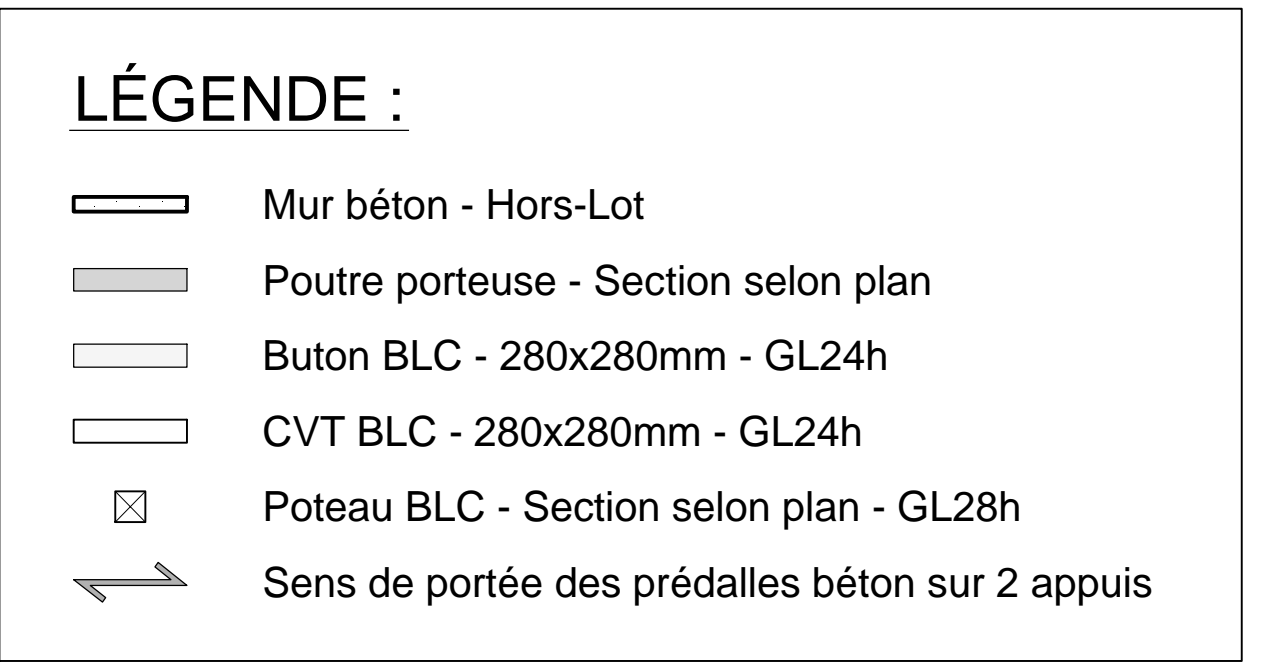 LÉGENDE :
Mur béton - Hors-Lot
Poutre porteuse - Section selon plan
Buton BLC - 280x280mm - GL24h
CVT BLC - 280x280mm - GL24h
Poteau BLC - Section selon plan - GL28h
Sens de portée des prédalles béton sur 2 appuis